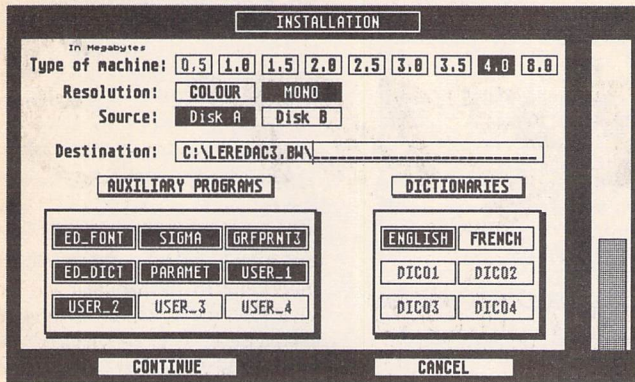 INSTALLATION
In Megabytes
Type of machine: 0.5 1.0 1.5 2.0 2.5 3.0 3.5 4.0 8.0
Resolution: COLOUR MONO
Source: Disk A Disk B
Destination: C:\LEREDAC3.BW\____________________________
AUXILIARY PROGRAMS DICTIONARIES
ED_FONT SIGMA GRFPRNT3 ENGLISH FRENCH
ED_DICT PARAMET USER_1 DICO1 DICO2
USER_2 USER_3 USER_4 DICO3 DICO4
CONTINUE CANCEL